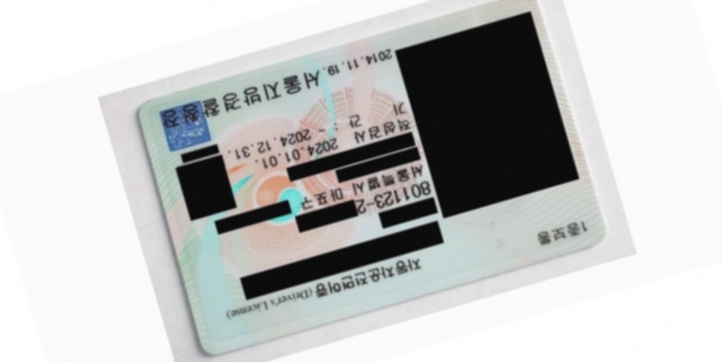 1종보통
자동차운전면허증 (Driver's License)
801123-2
서울특별시 마포구
적성검사
기 간 : 2024.01.01. ~ 2024.12.31.
2014.11.19.
서울지방경찰청장